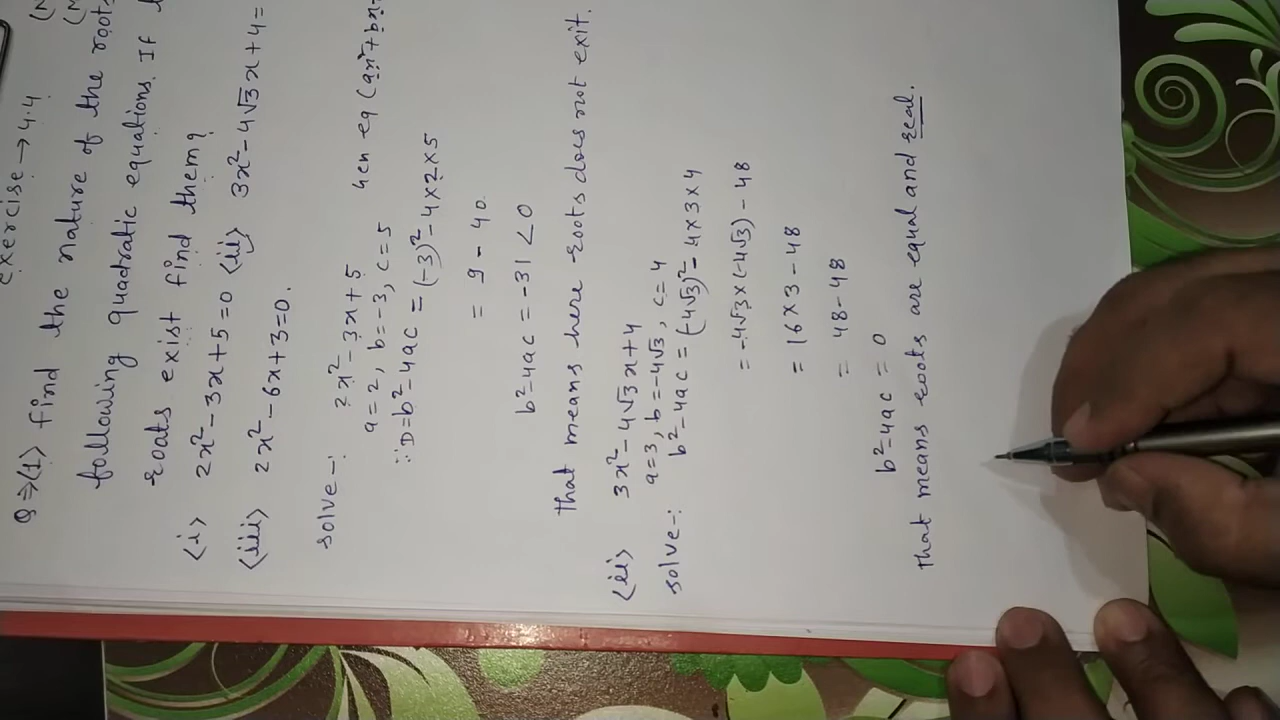 exercise → 4.4
Q ⇒ (1) find the nature of the roots
following quadratic equations. If
roots exist find them?
(i) 2x² - 3x + 5 = 0 (ii) 3x² - 4√3x + 4 =
(iii) 2x² - 6x + 3 = 0.
solve -: 2x² - 3x + 5
a = 2, b = -3, c = 5 (ax² + bx
∵ D = b² - 4ac = (-3)² - 4 × 2 × 5
= 9 - 40
b² - 4ac = -31 < 0
that means here roots does not exit.
(ii) 3x² - 4√3x + 4
a = 3, b = -4√3, c = 4
solve -: b² - 4ac = (-4√3)² - 4 × 3 × 4
= -4√3 × (-4√3) - 48
= 16 × 3 - 48
= 48 - 48
b² - 4ac = 0
that means roots are equal and real.